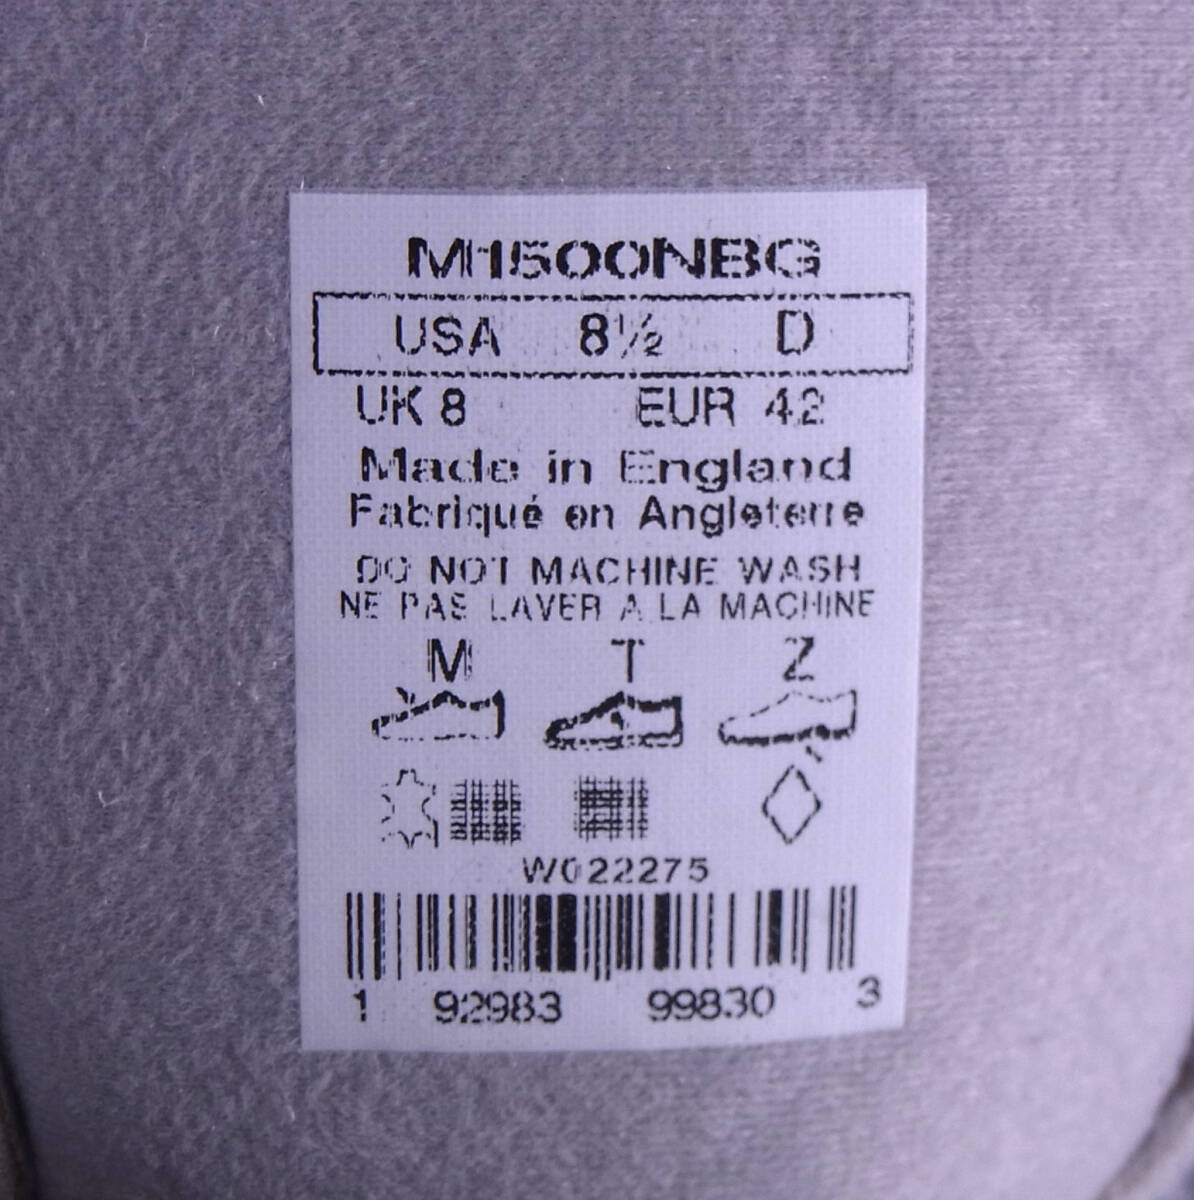 M1500NBG
USA 8½ D
UK 8 EUR 42
Made in England
Fabriqué en Angleterre
DO NOT MACHINE WASH
NE PAS LAVER A LA MACHINE
M T Z
W022275
1 92983 99830 3